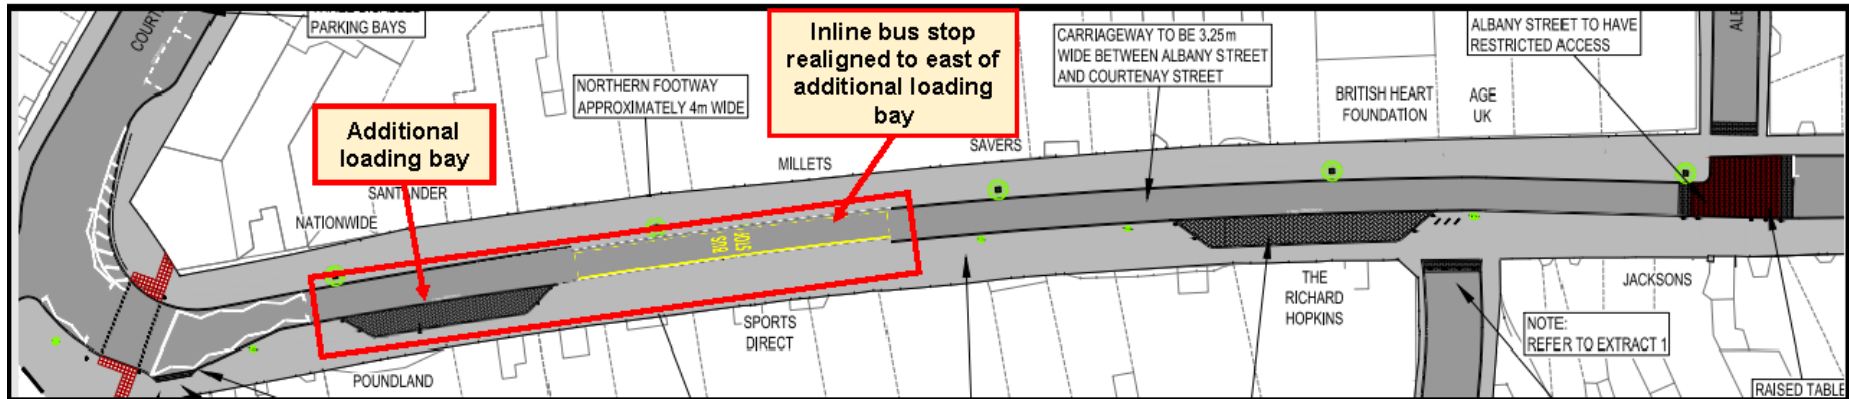 PARKING BAYS
COURT
Additional
loading bay
SANTANDER
NATIONWIDE
NORTHERN FOOTWAY
APPROXIMATELY 4m WIDE
Inline bus stop
realigned to east of
additional loading
bay
MILLETS
SAVERS
CARRIAGEWAY TO BE 3.25m
WIDE BETWEEN ALBANY STREET
AND COURTENAY STREET
BRITISH HEART
FOUNDATION
AGE
UK
ALBANY STREET TO HAVE
RESTRICTED ACCESS
BUS
STOP
POUNDLAND
SPORTS
DIRECT
THE
RICHARD
HOPKINS
JACKSONS
NOTE:
REFER TO EXTRACT 1
RAISED TABLE